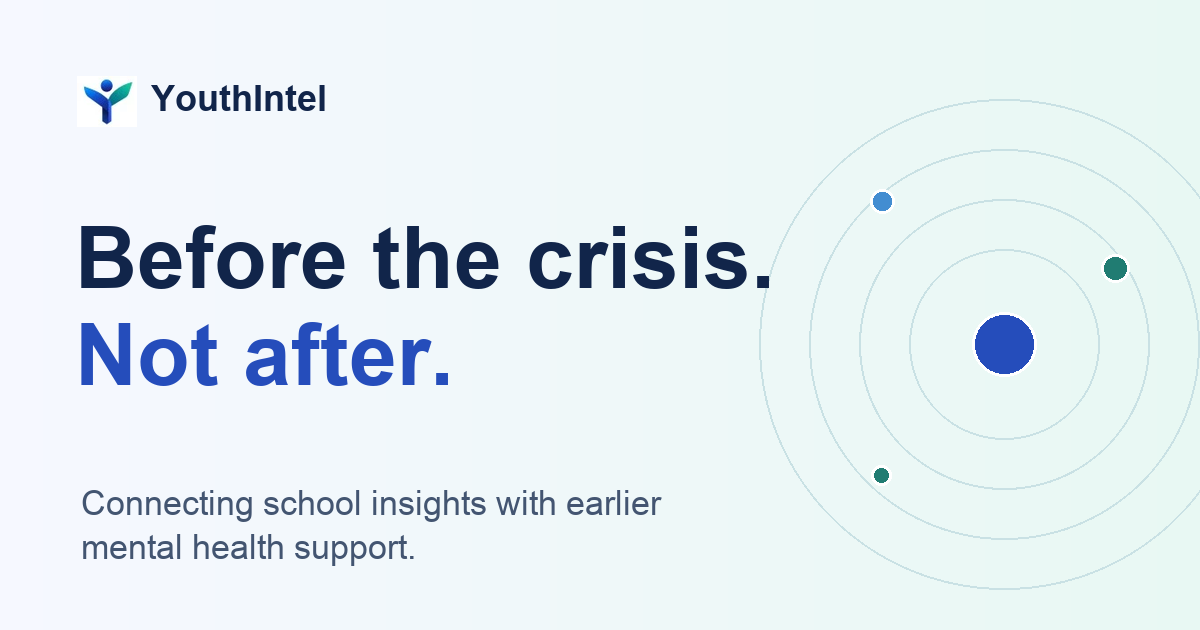 YouthIntel
Before the crisis.
Not after.
Connecting school insights with earlier
mental health support.